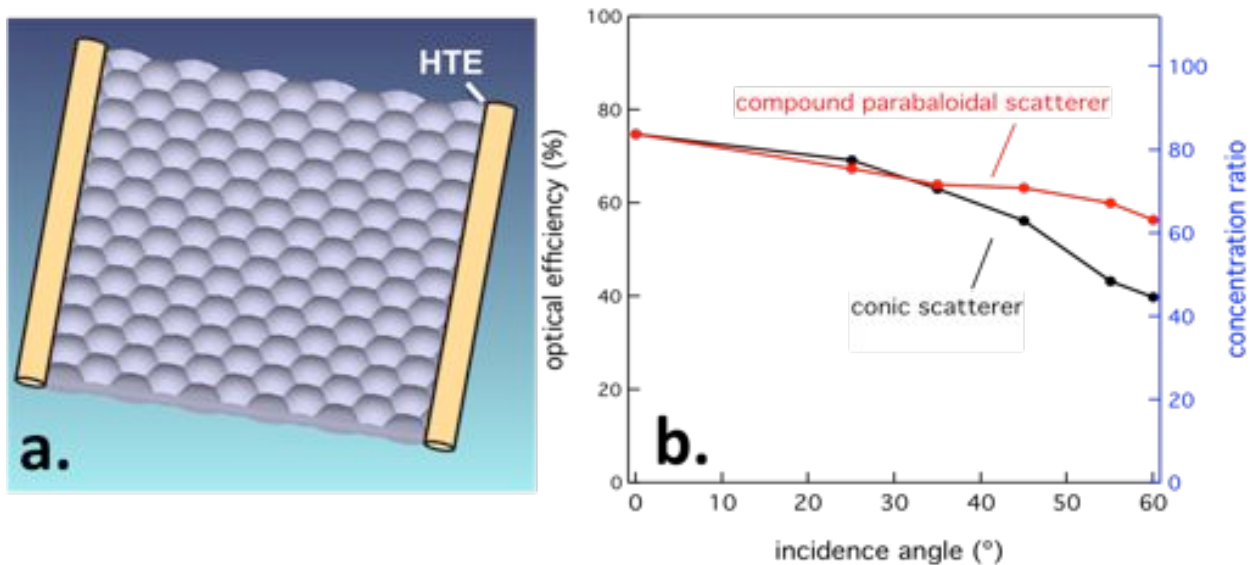 HTE
a.
optical efficiency (%)
100
80
60
40
20
0
compound parabaloidal scatterer
conic scatterer
b.
100
80
60
40
20
0
concentration ratio
0 10 20 30 40 50 60
incidence angle (°)